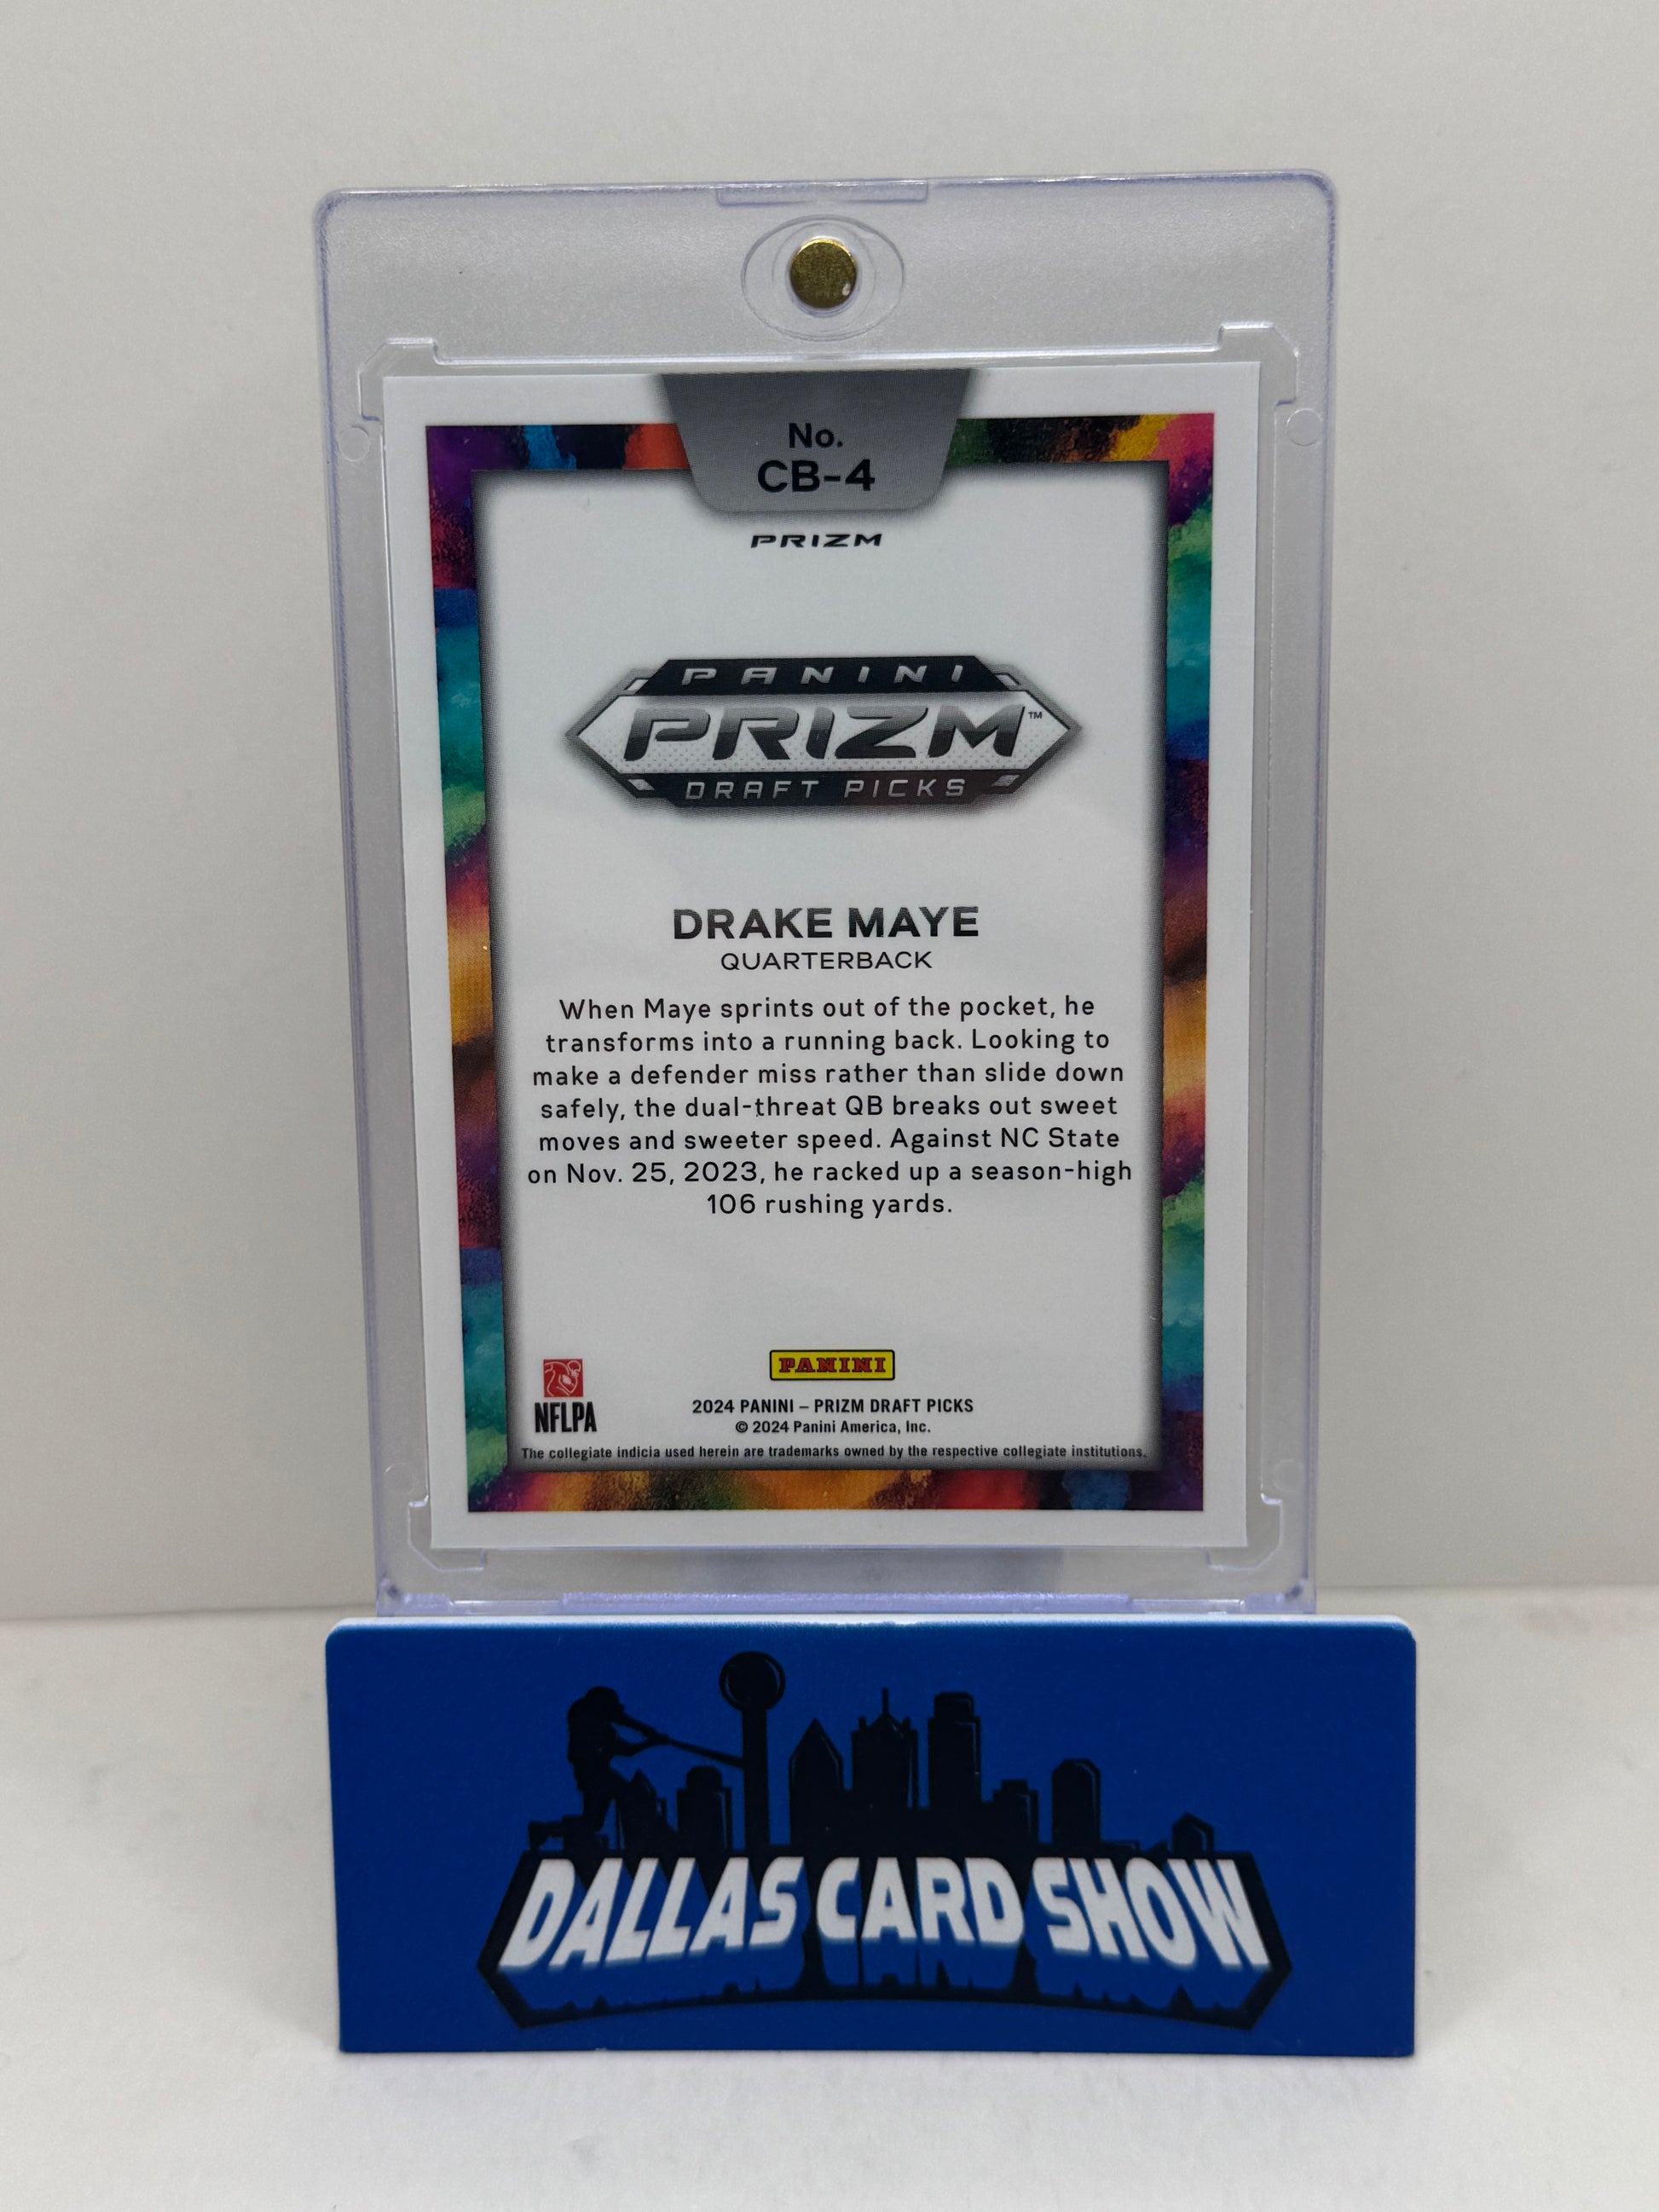 No.
CB-4
PRIZM
PANINI
PRIZM™
DRAFT PICKS
DRAKE MAYE
QUARTERBACK
When Maye sprints out of the pocket, he
transforms into a running back. Looking to
make a defender miss rather than slide down
safely, the dual-threat QB breaks out sweet
moves and sweeter speed. Against NC State
on Nov. 25, 2023, he racked up a season-high
106 rushing yards.
PANINI
NFLPA
2024 PANINI – PRIZM DRAFT PICKS
© 2024 Panini America, Inc.
The collegiate indicia used herein are trademarks owned by the respective collegiate institutions.
DALLAS CARD SHOW